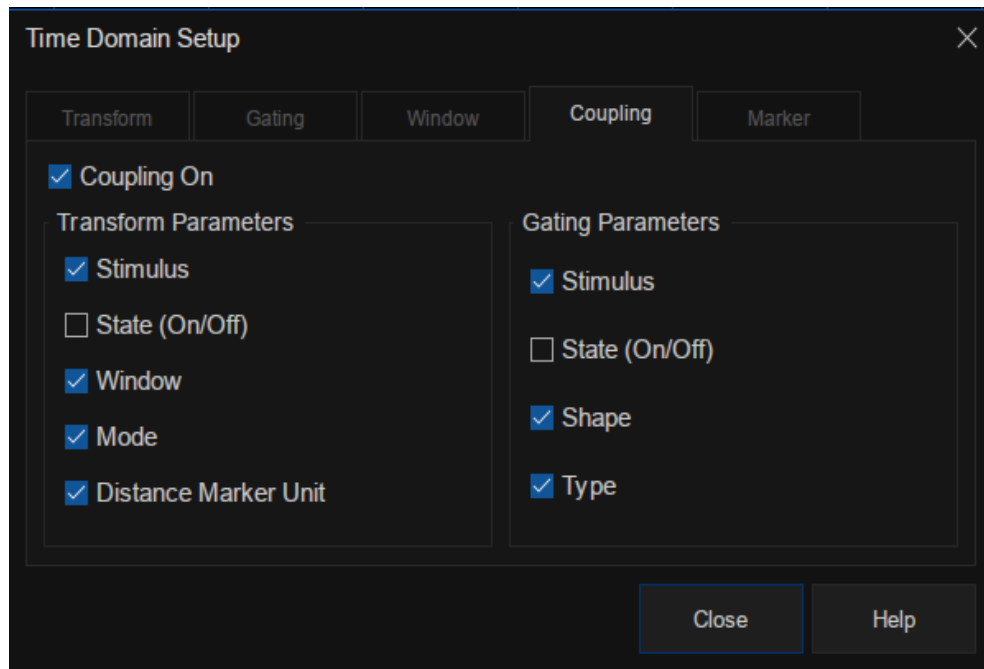 Time Domain Setup
Transform Gating Window Coupling Marker
Coupling On
Transform Parameters
Stimulus
State (On/Off)
Window
Mode
Distance Marker Unit
Gating Parameters
Stimulus
State (On/Off)
Shape
Type
Close Help